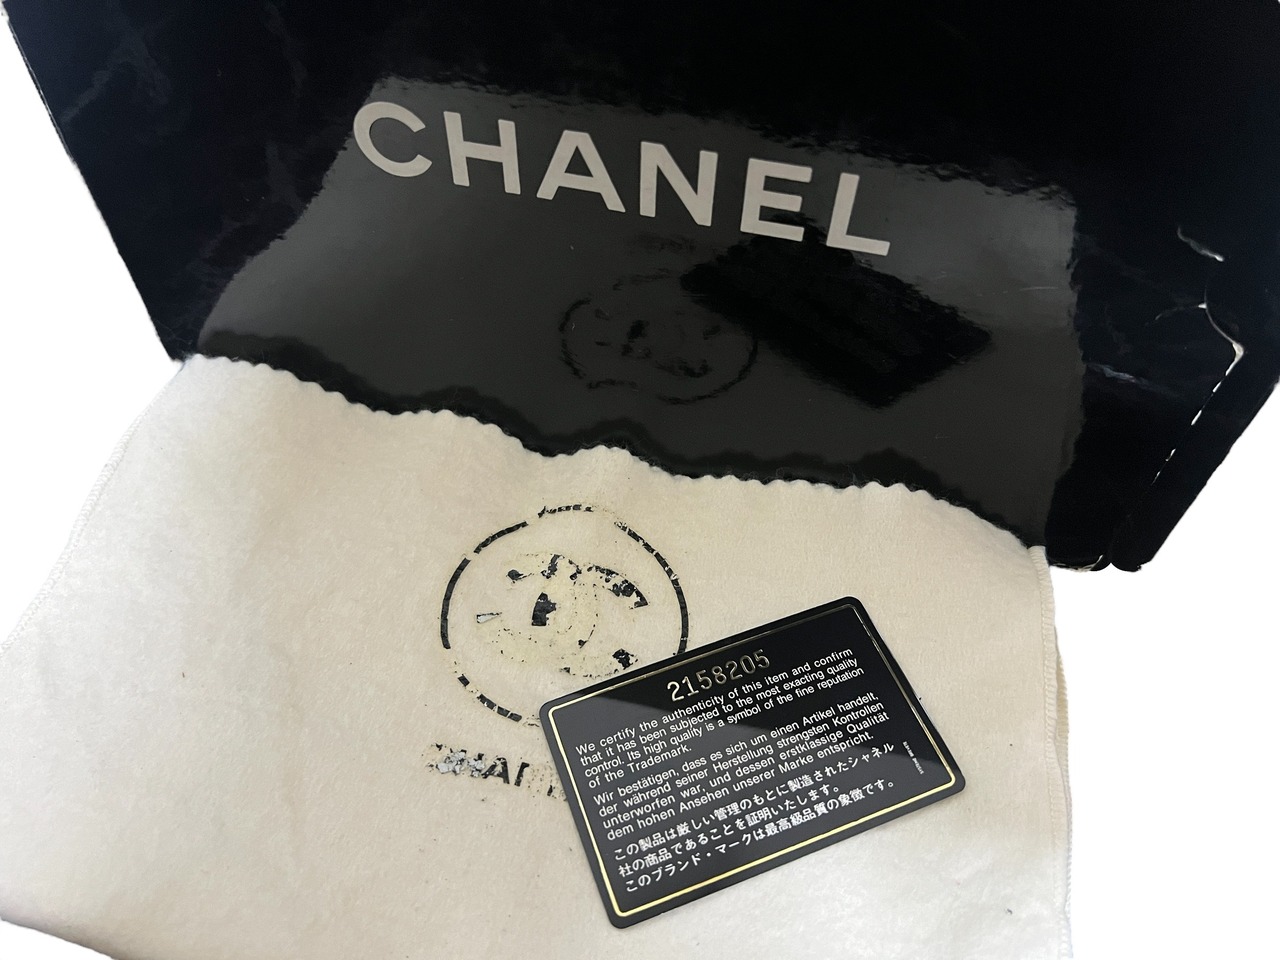 CHANEL
2158205
We certify the authenticity of this item and confirm
that it has been subjected to the most exacting quality
control. Its high quality is a symbol of the fine reputation
of the Trademark.
Wir bestätigen, dass es sich um einen Artikel handelt,
der während seiner Herstellung strengsten Kontrollen
unterworfen war, und dessen erstklassige Qualität
dem hohen Ansehen unserer Marke entspricht.
この製品は厳しい管理のもとに製造されたシャネル
社の商品であることを証明いたします。
このブランド・マークは最高級品質の象徴です。